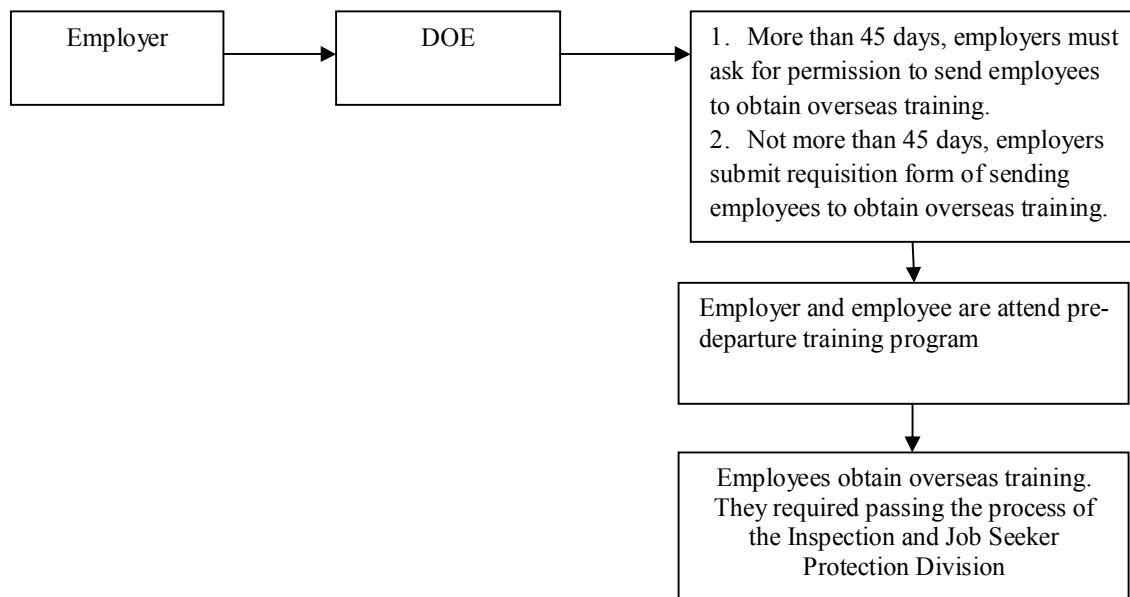 Employer
DOE
1. More than 45 days, employers must
ask for permission to send employees
to obtain overseas training.
2. Not more than 45 days, employers
submit requisition form of sending
employees to obtain overseas training.
Employer and employee are attend pre-
departure training program
Employees obtain overseas training.
They required passing the process of
the Inspection and Job Seeker
Protection Division